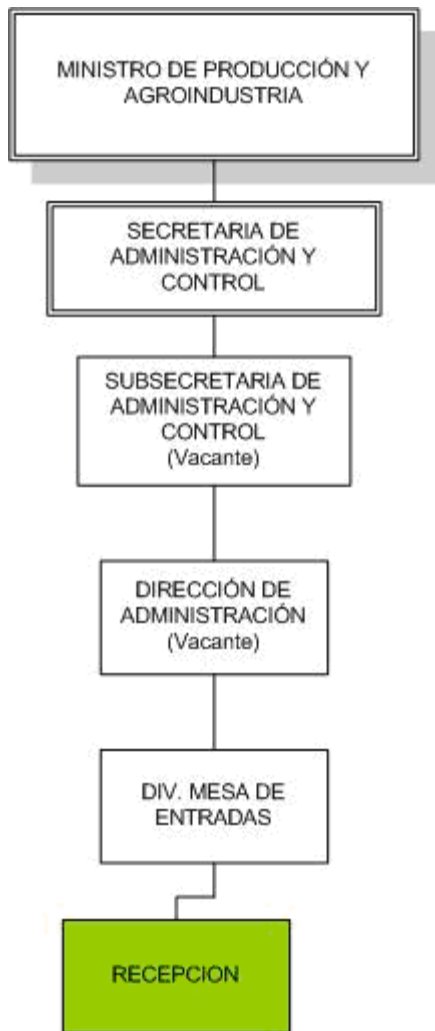 MINISTRO DE PRODUCCIÓN Y
AGROINDUSTRIA
SECRETARIA DE
ADMINISTRACIÓN Y
CONTROL
SUBSECRETARIA DE
ADMINISTRACIÓN Y
CONTROL
(Vacante)
DIRECCIÓN DE
ADMINISTRACIÓN
(Vacante)
DIV. MESA DE
ENTRADAS
RECEPCION